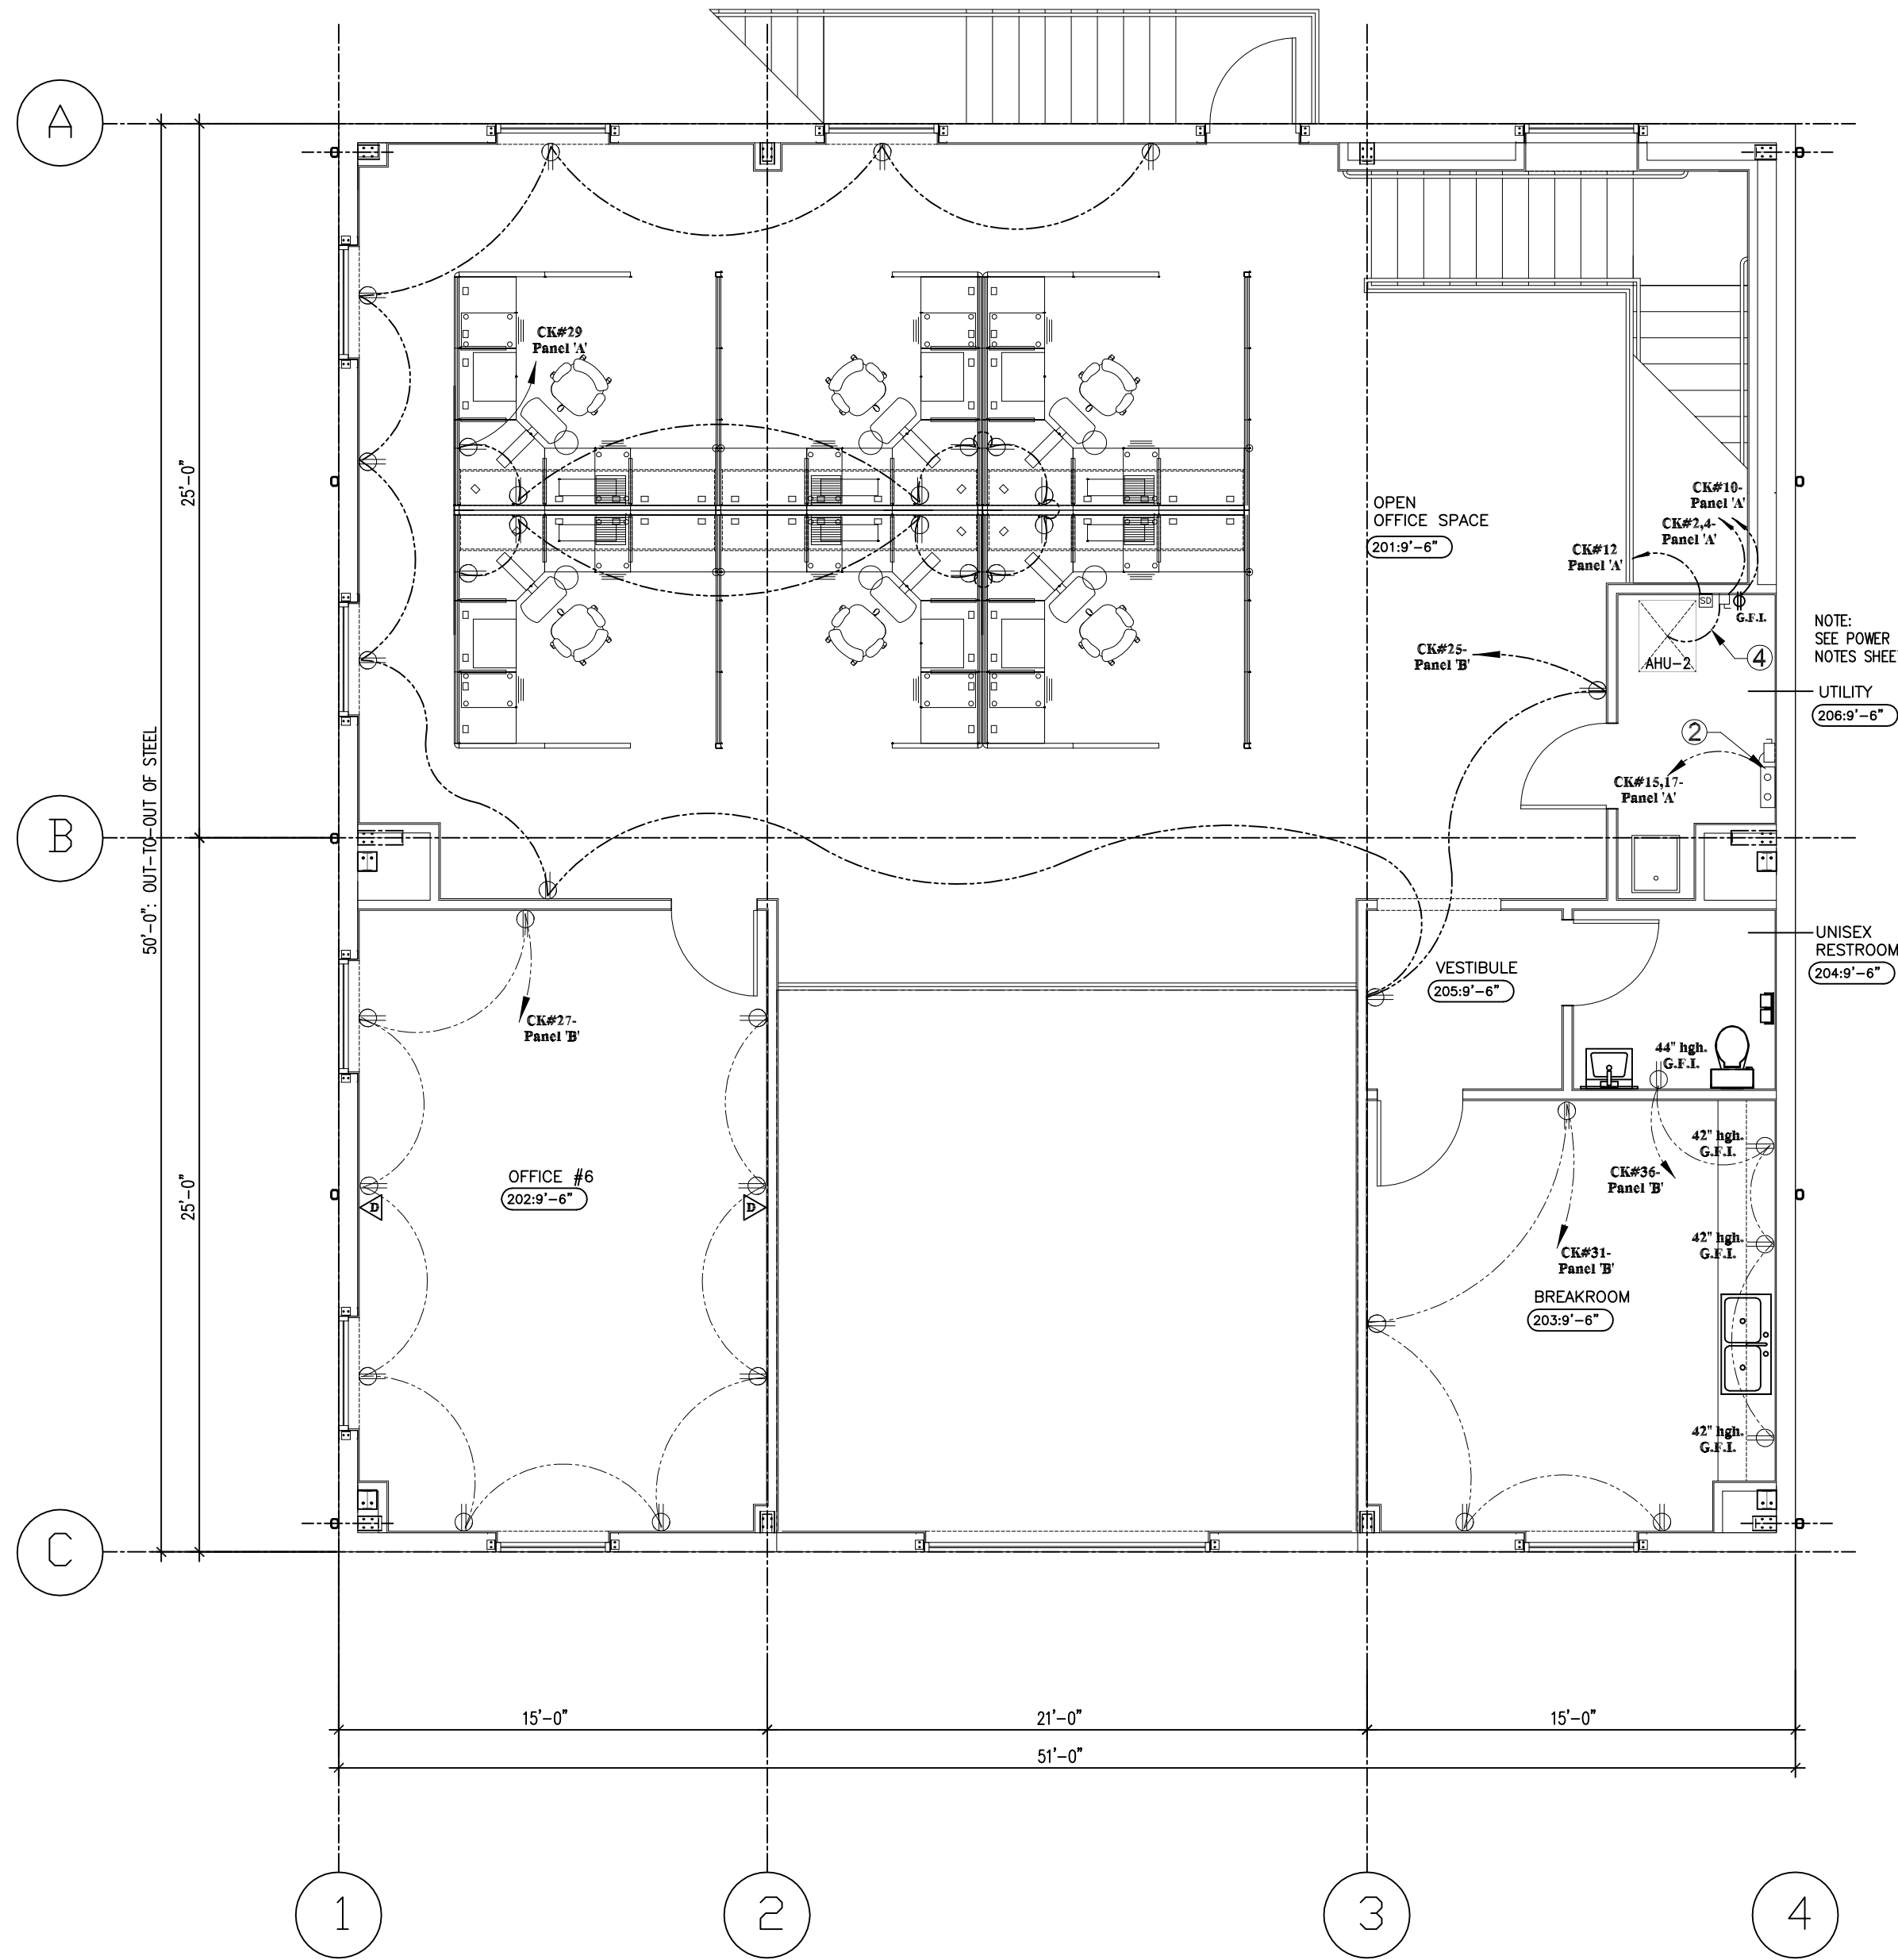 A
CK#29
Panel 'A'
25'-0"
OPEN
OFFICE SPACE
201:9'-6"
CK#10-
Panel 'A'
CK#2,4-
Panel 'A'
CK#12
Panel 'A'
SD
G.F.I.
AHU-2
4
NOTE:
SEE POWER
CK#25-
Panel 'B'
UTILITY
206:9'-6"
2
CK#15,17-
Panel 'A'
50'-0": OUT-TO-OUT OF STEEL
B
UNISEX
RESTROOM
204:9'-6"
VESTIBULE
205:9'-6"
CK#27-
Panel 'B'
44" hgh.
G.F.I.
42" hgh.
G.F.I.
CK#36-
Panel 'B'
OFFICE #6
202:9'-6"
D
D
25'-0"
42" hgh.
G.F.I.
CK#31-
Panel 'B'
BREAKROOM
203:9'-6"
42" hgh.
G.F.I.
C
15'-0"
21'-0"
15'-0"
51'-0"
1
2
3
4